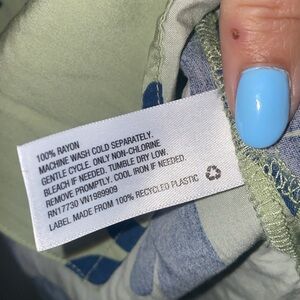 100% RAYON
MACHINE WASH COLD SEPARATELY.
GENTLE CYCLE. ONLY NON-CHLORINE
BLEACH IF NEEDED. TUMBLE DRY LOW.
REMOVE PROMPTLY. COOL IRON IF NEEDED.
RN17730 VN1989909
LABEL MADE FROM 100% RECYCLED PLASTIC